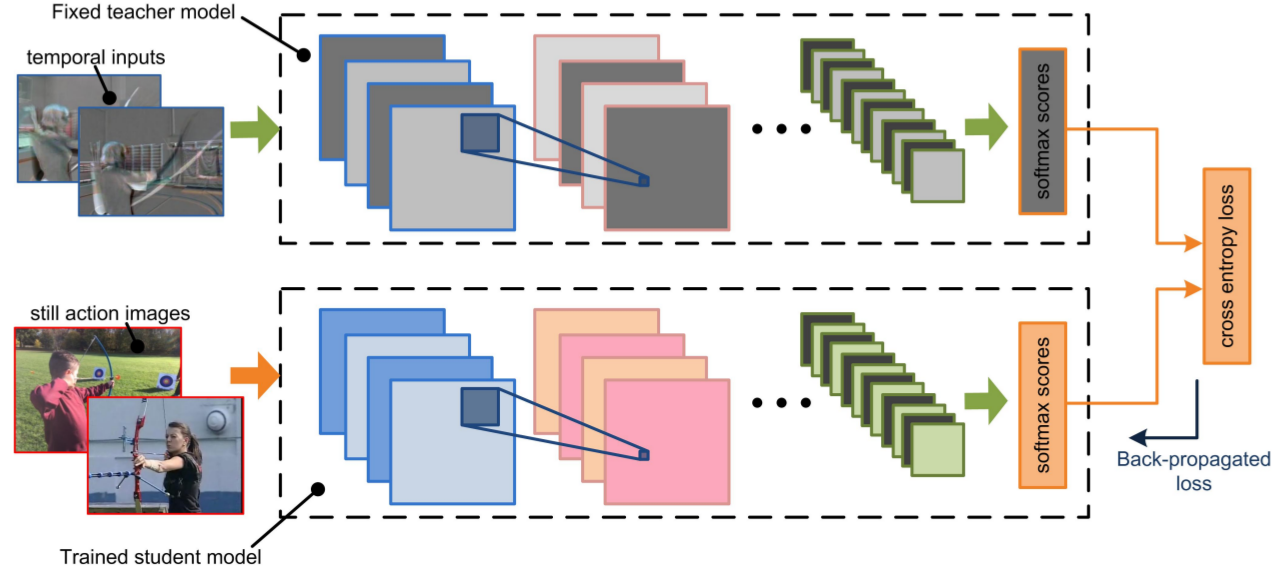 Fixed teacher model
temporal inputs
softmax scores
cross entropy loss
still action images
softmax scores
Back-propagated
loss
Trained student model